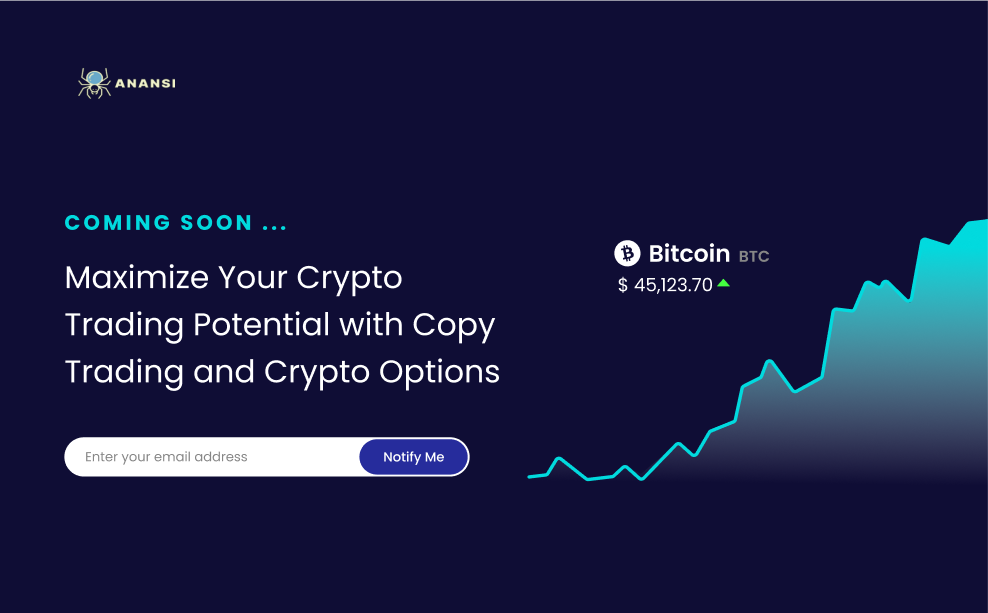 ANANSI
COMING SOON ...
Maximize Your Crypto
Trading Potential with Copy
Trading and Crypto Options
Enter your email address
Notify Me
Bitcoin BTC
$ 45,123.70